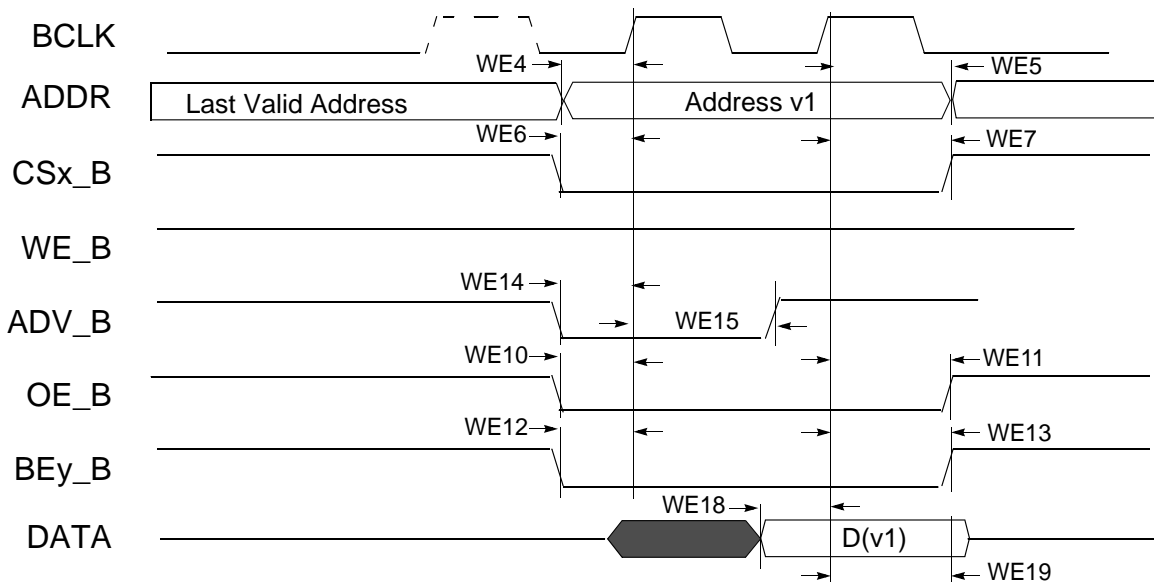 BCLK
WE4 WE5
ADDR Last Valid Address Address v1
WE6 WE7
CSx_B
WE_B
WE14
ADV_B WE15
WE10 WE11
OE_B
WE12 WE13
BEy_B
WE18
DATA D(v1)
WE19